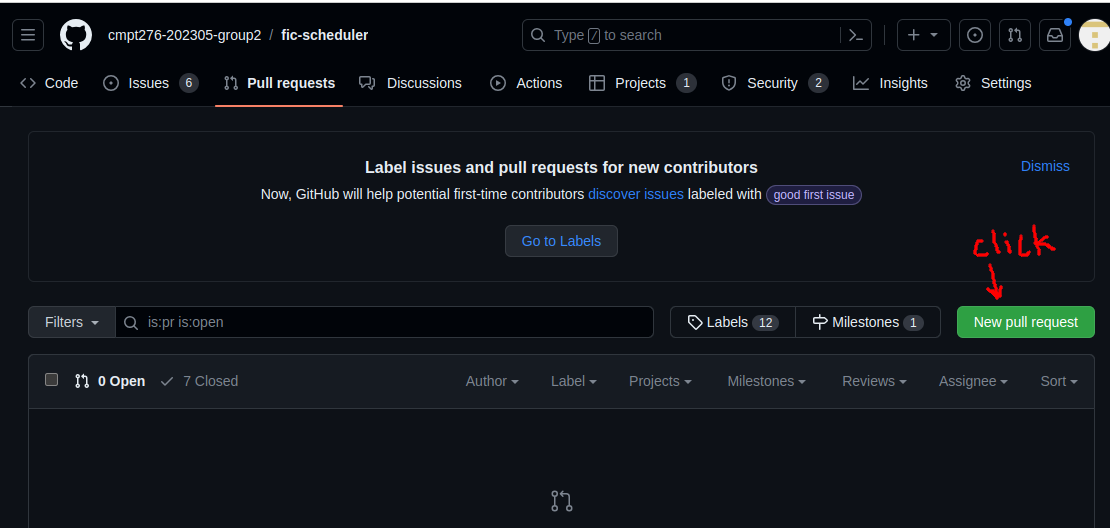 cmpt276-202305-group2 / fic-scheduler
Type / to search
Code Issues 6 Pull requests Discussions Actions Projects 1 Security 2 Insights Settings
Label issues and pull requests for new contributors
Dismiss
Now, GitHub will help potential first-time contributors discover issues labeled with good first issue
Go to Labels
click
Filters is:pr is:open Labels 12 Milestones 1 New pull request
0 Open 7 Closed Author Label Projects Milestones Reviews Assignee Sort